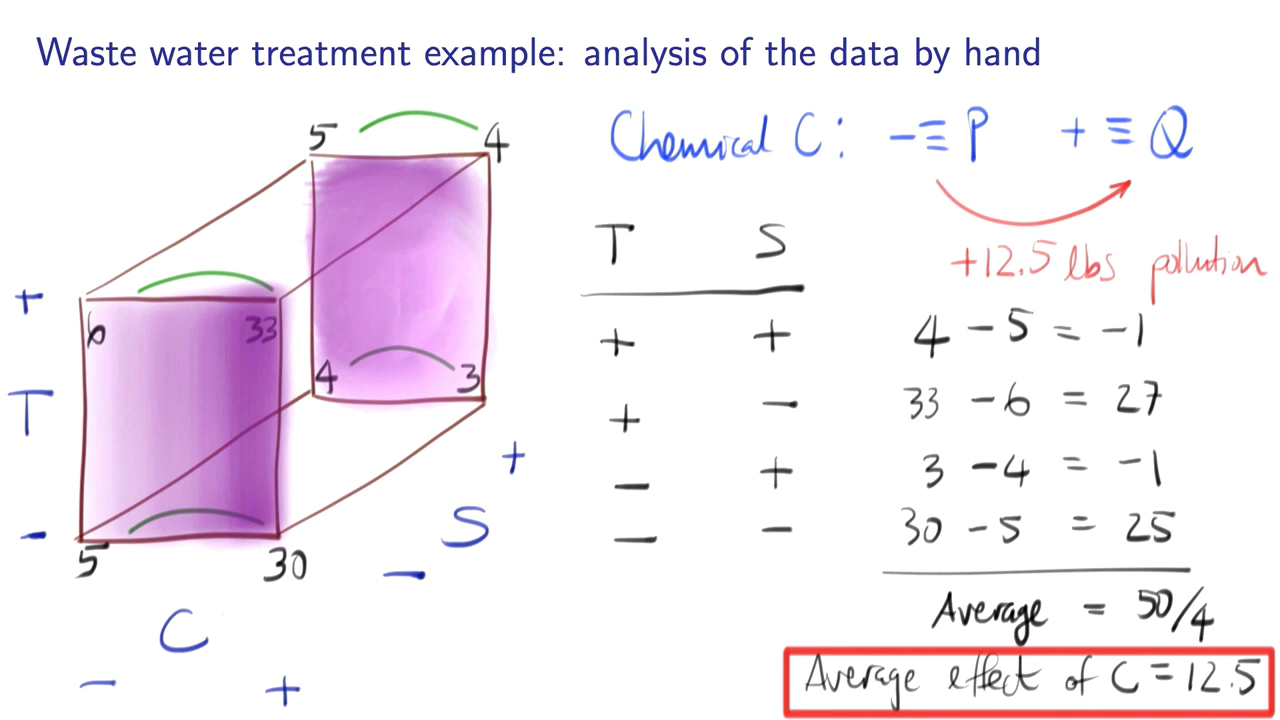 Waste water treatment example: analysis of the data by hand
5 4
Chemical C: - ≡ P + ≡ Q
+12.5 lbs pollution
T S
+
6 33
+ + 4 - 5 = -1
4 3
T
+ - 33 - 6 = 27
+
- + 3 - 4 = -1
S
-
- - 30 - 5 = 25
5 30
-
Average = 50/4
C
- +
Average effect of C = 12.5